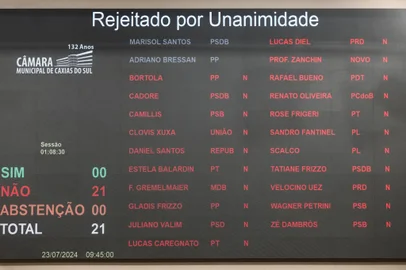 Rejeitado por Unanimidade
132 Anos
CÂMARA
MUNICIPAL DE CAXIAS DO SUL
Sessão
01:08:30
SIM 00
NÃO 21
ABSTENÇÃO 00
TOTAL 21
23/07/2024 09:45:00
MARISOL SANTOS PSDB
ADRIANO BRESSAN PP
BORTOLA PP N
CADORE PSDB N
CAMILLIS PSB N
CLOVIS XUXA UNIÃO N
DANIEL SANTOS REPUB N
ESTELA BALARDIN PT N
F. GREMELMAIER MDB N
GLADIS FRIZZO PP N
JULIANO VALIM PSD N
LUCAS CAREGNATO PT N
LUCAS DIEL PRD N
PROF. ZANCHIN NOVO N
RAFAEL BUENO PDT N
RENATO OLIVEIRA PCdoB N
ROSE FRIGERI PT N
SANDRO FANTINEL PL N
SCALCO PL N
TATIANE FRIZZO PSDB N
VELOCINO UEZ PRD N
WAGNER PETRINI PSB N
ZÉ DAMBRÓS PSB N